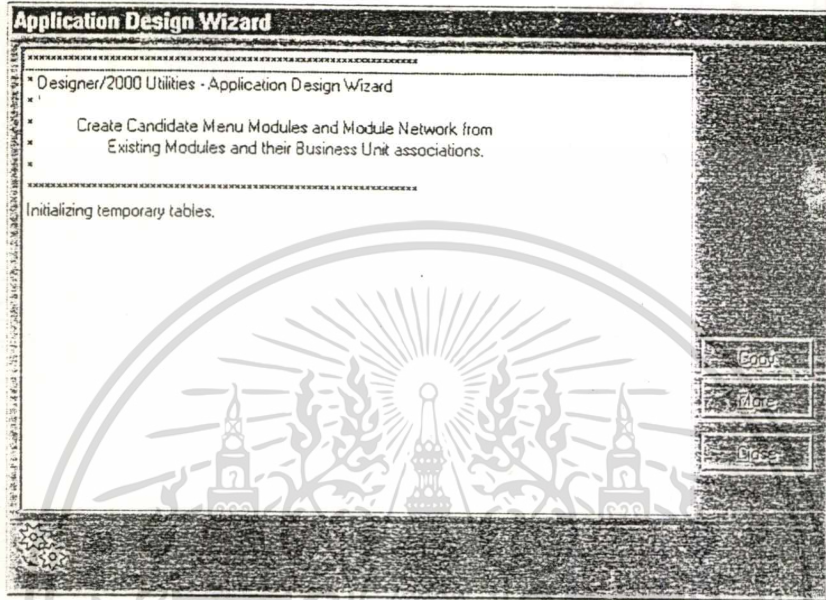 Application Design Wizard
* Designer/2000 Utilities - Application Design Wizard
* '
* Create Candidate Menu Modules and Module Network from
* Existing Modules and their Business Unit associations.
*
Initializing temporary tables.
Copy
More
Close